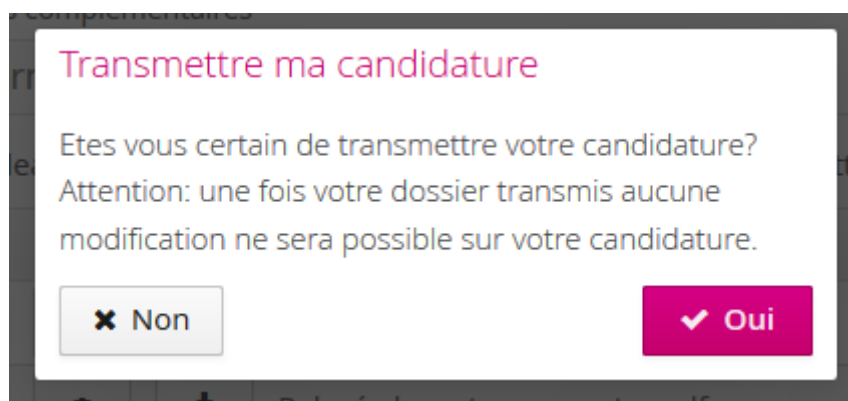 complémentaires
Transmettre ma candidature
Etes vous certain de transmettre votre candidature?
Attention: une fois votre dossier transmis aucune
modification ne sera possible sur votre candidature.
Non
Oui